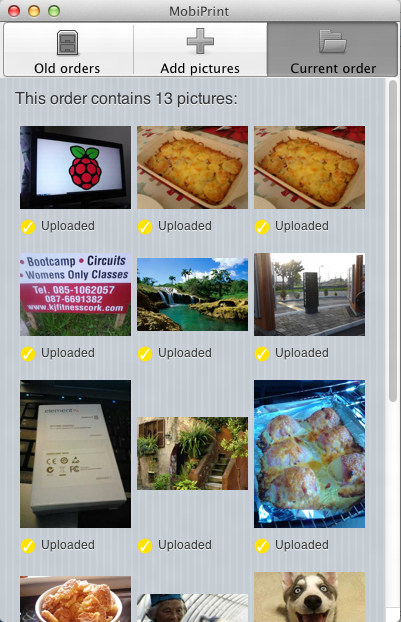 MobiPrint
Old orders
Add pictures
Current order
This order contains 13 pictures:
Uploaded
Uploaded
Uploaded
• Bootcamp • Circuits
• Womens Only Classes
Tel. 085-1062057
087-6691382
www.kjfitnesscork.com
Uploaded
Uploaded
Uploaded
element
Uploaded
Uploaded
Uploaded